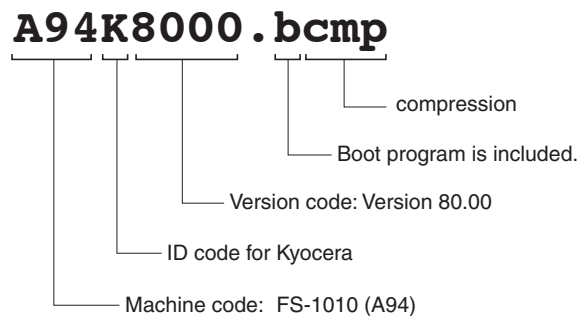 A94K8000.bcmp
compression
Boot program is included.
Version code: Version 80.00
ID code for Kyocera
Machine code: FS-1010 (A94)